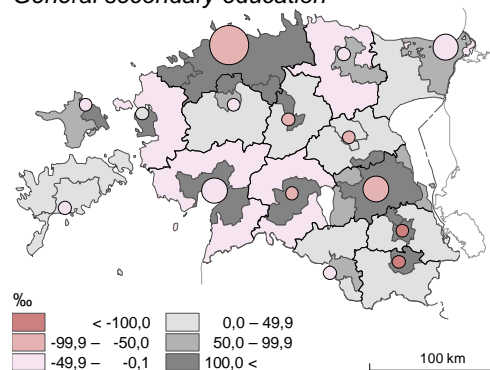 General secondary education
‰
< -100,0 0,0 – 49,9
-99,9 – -50,0 50,0 – 99,9
-49,9 – -0,1 100,0 <
100 km